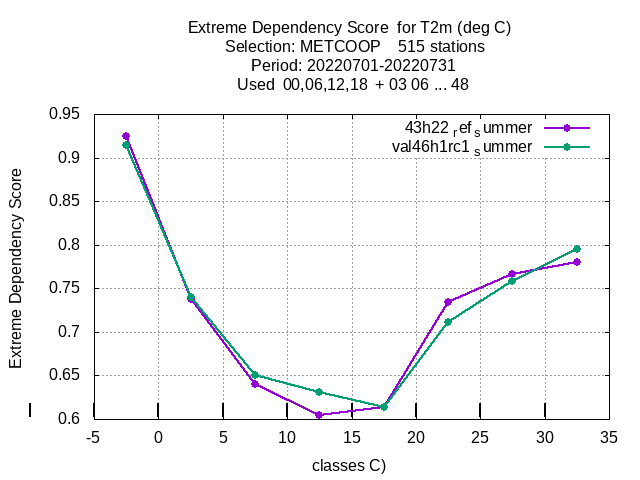 Extreme Dependency Score for T2m (deg C)
Selection: METCOOP 515 stations
Period: 20220701-20220731
Used 00,06,12,18 + 03 06 ... 48
43h22 ref summer
val46h1rc1 summer
Extreme Dependency Score
0.95
0.9
0.85
0.8
0.75
0.7
0.65
0.6
-5
0
5
10
15
20
25
30
35
classes C)